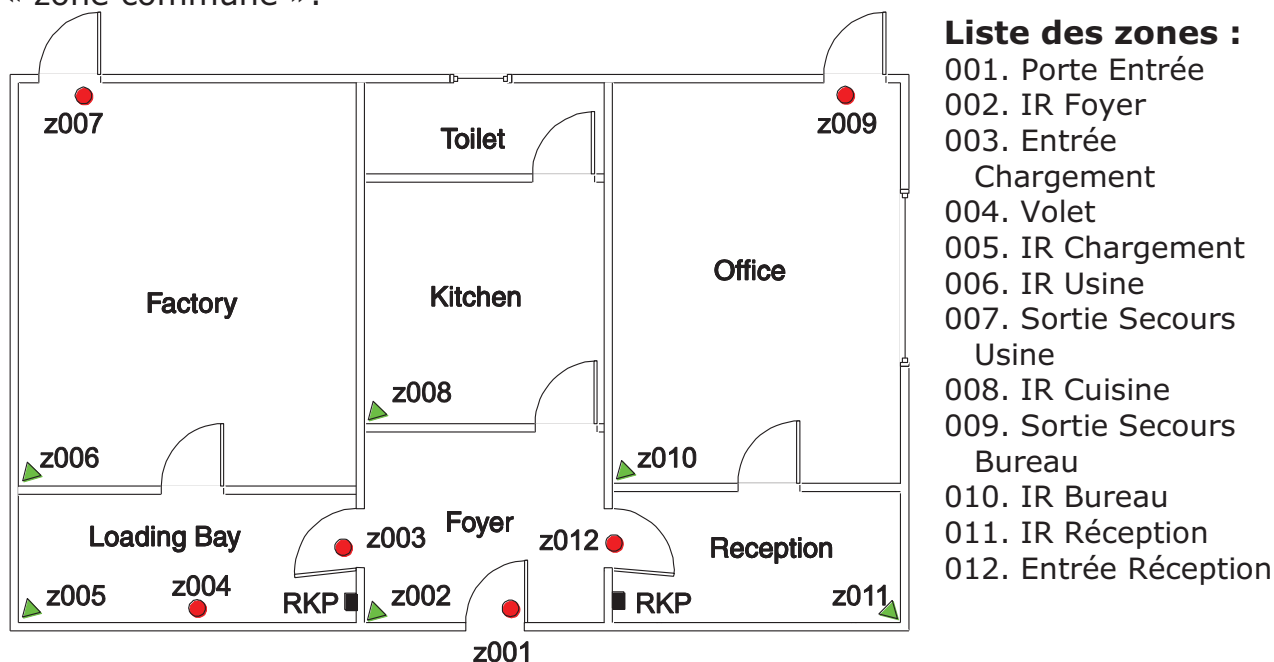 « zone commune ».
Liste des zones :
001. Porte Entrée
002. IR Foyer
003. Entrée
Chargement
004. Volet
005. IR Chargement
006. IR Usine
007. Sortie Secours
Usine
008. IR Cuisine
009. Sortie Secours
Bureau
010. IR Bureau
011. IR Réception
012. Entrée Réception
z007
Toilet
z009
Factory
Kitchen
Office
z008
z006
z010
Loading Bay
z003
Foyer
z012
Reception
z005
z004
RKP
z002
RKP
z011
z001